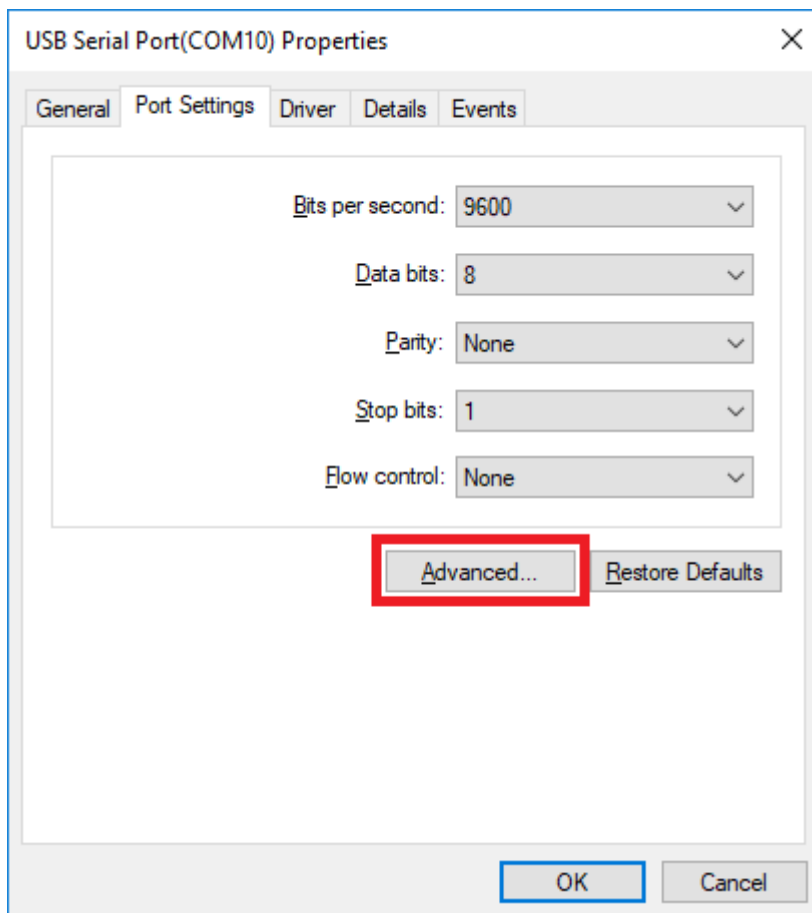 USB Serial Port(COM10) Properties
General Port Settings Driver Details Events
Bits per second: 9600
Data bits: 8
Parity: None
Stop bits: 1
Flow control: None
Advanced... Restore Defaults
OK Cancel